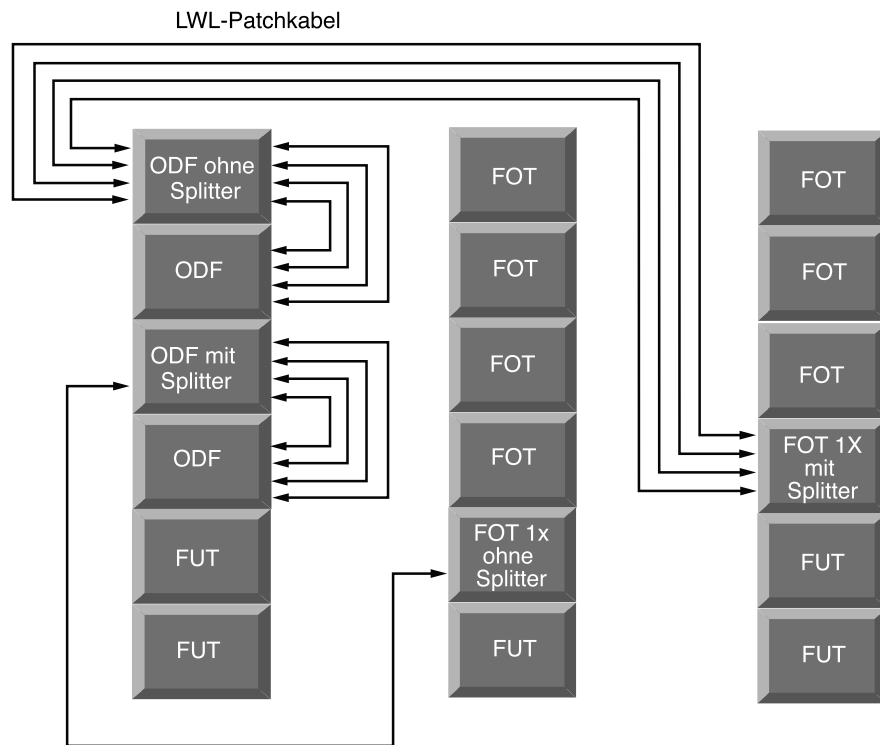 LWL-Patchkabel
ODF ohne
Splitter
ODF
ODF mit
Splitter
ODF
FUT
FUT
FOT
FOT
FOT
FOT
FOT 1x
ohne
Splitter
FUT
FOT
FOT
FOT
FOT 1X
mit
Splitter
FUT
FUT